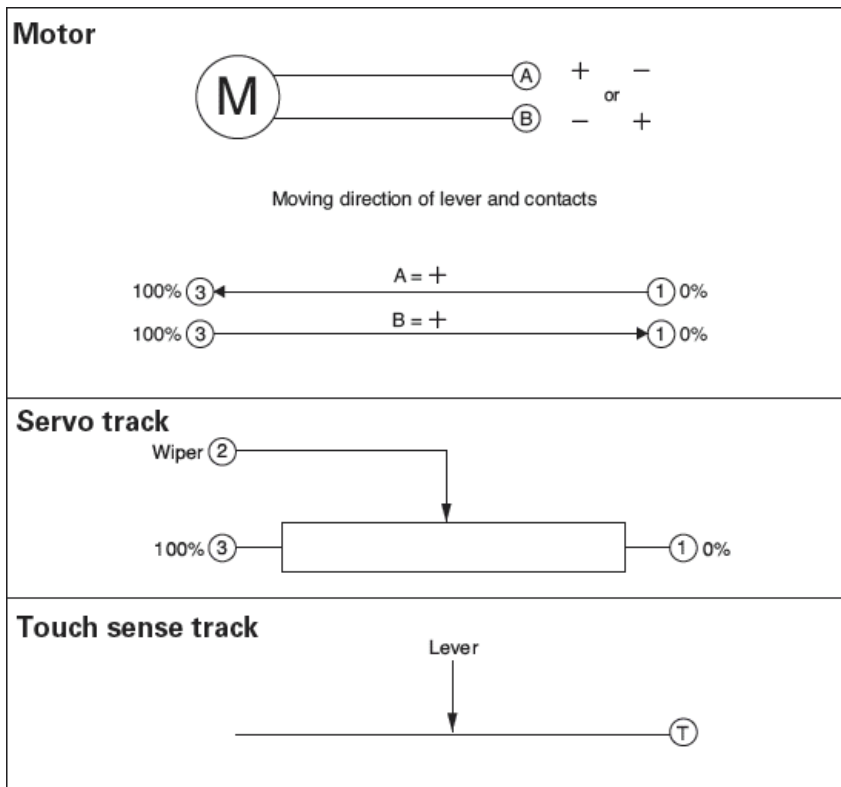 Motor
M
A + −
or
B − +
Moving direction of lever and contacts
A = +
100% 3 1 0%
B = +
100% 3 1 0%
Servo track
Wiper 2
100% 3 1 0%
Touch sense track
Lever
T